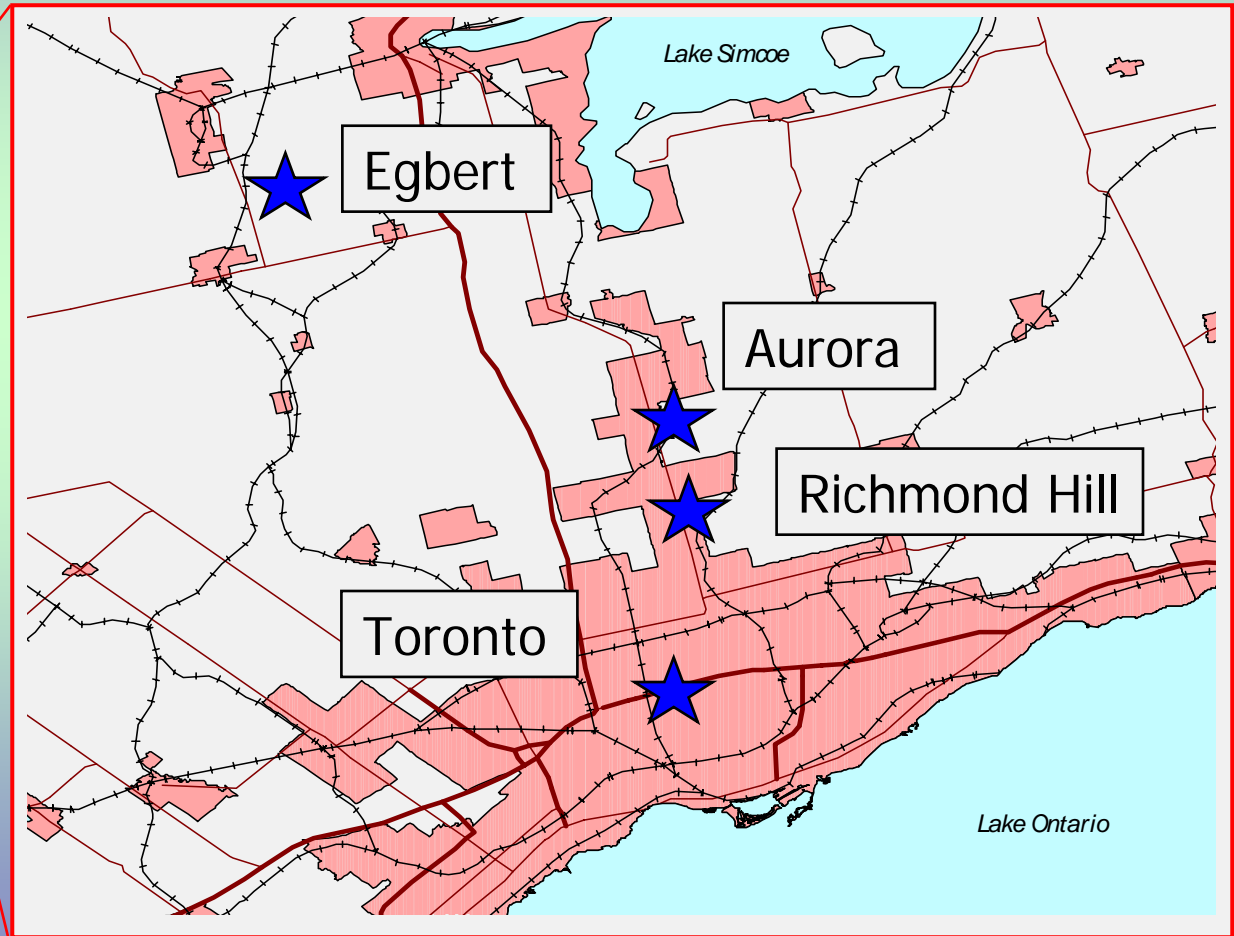 Lake Simcoe
Egbert
Aurora
Richmond Hill
Toronto
Lake Ontario